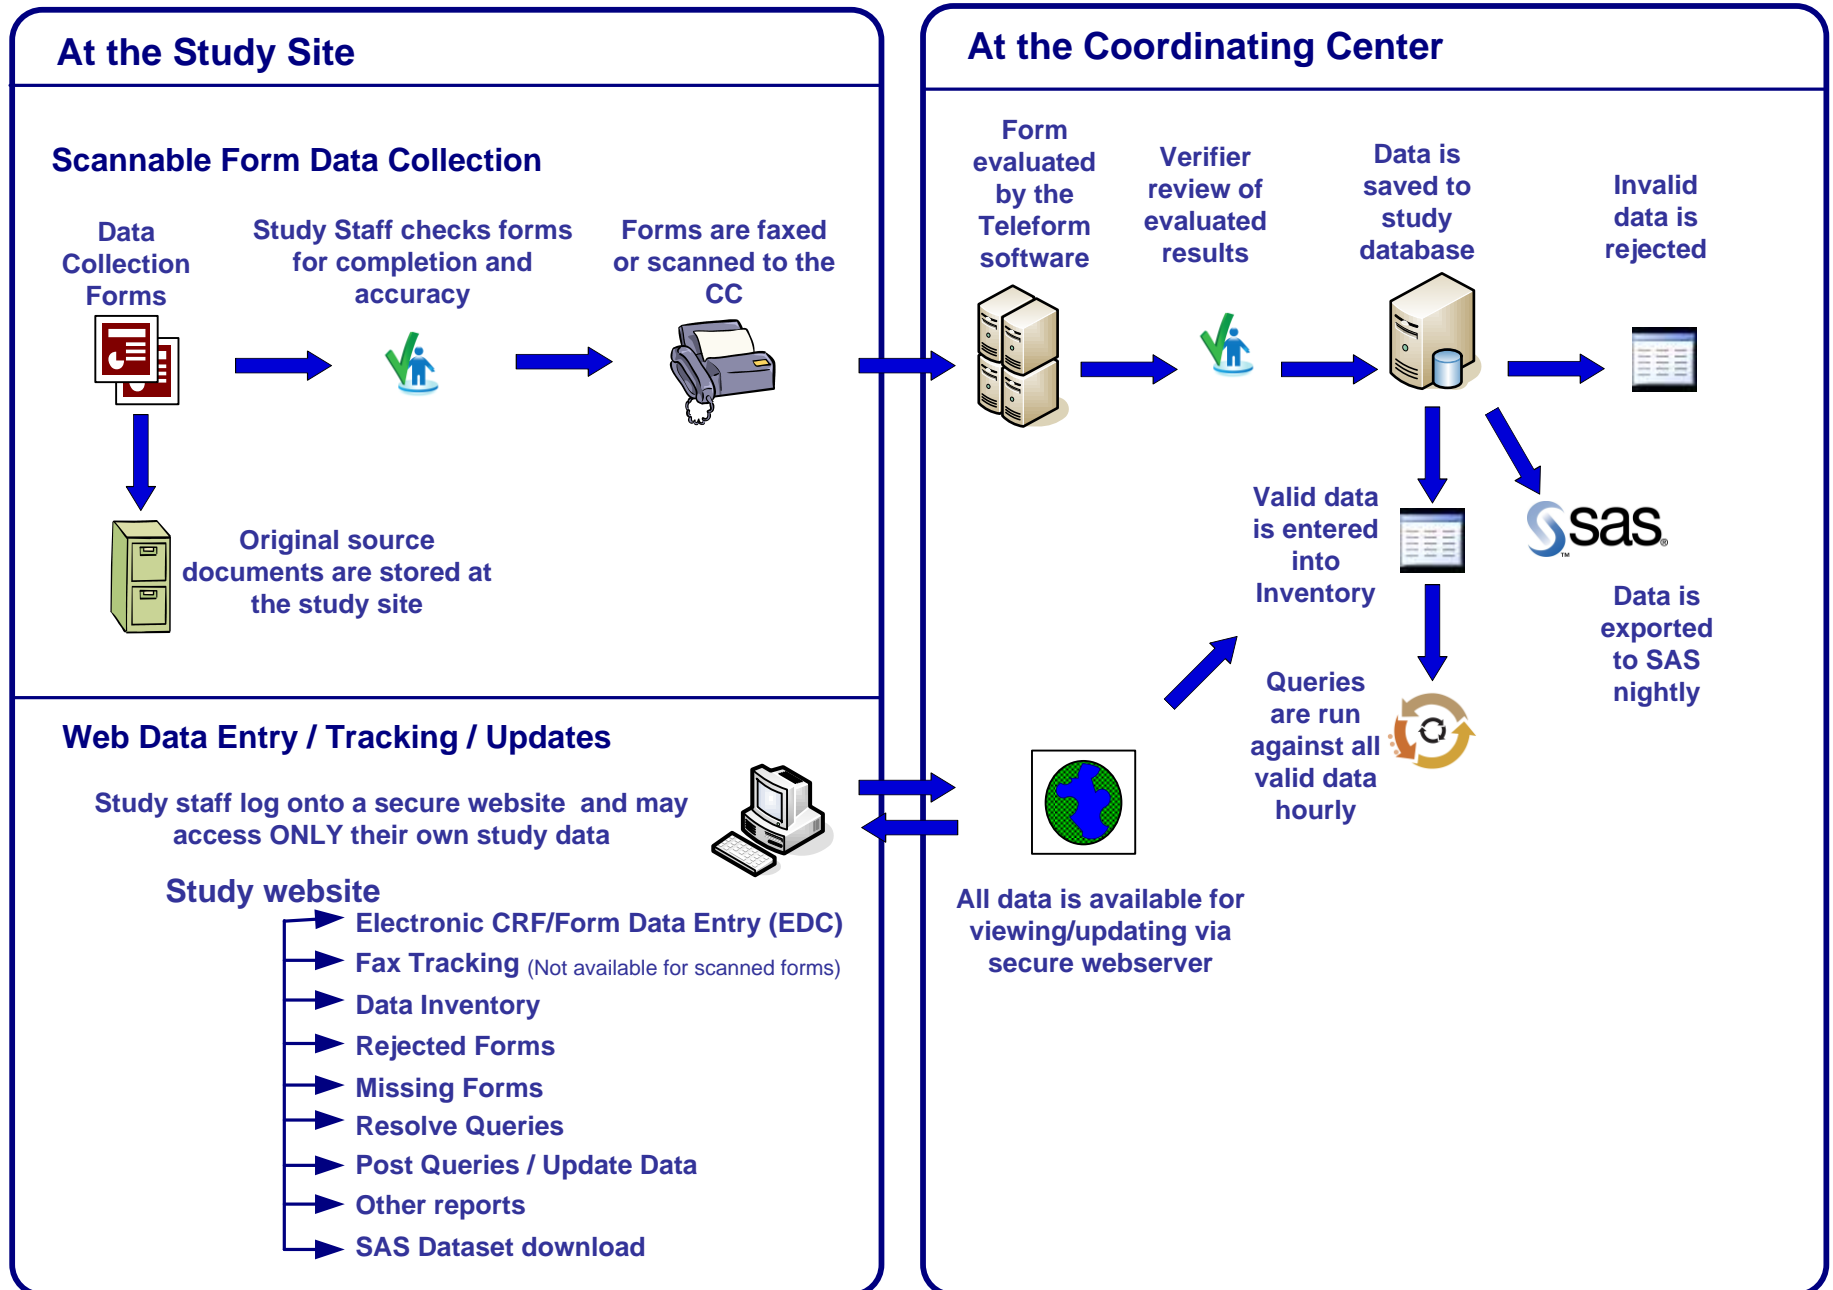 At the Study Site
Scannable Form Data Collection
Data
Collection
Forms
Study Staff checks forms
for completion and
accuracy
Forms are faxed
or scanned to the
CC
Original source
documents are stored at
the study site
Web Data Entry / Tracking / Updates
Study staff log onto a secure website and may
access ONLY their own study data
Study website
Electronic CRF/Form Data Entry (EDC)
Fax Tracking (Not available for scanned forms)
Data Inventory
Rejected Forms
Missing Forms
Resolve Queries
Post Queries / Update Data
Other reports
SAS Dataset download
At the Coordinating Center
Form
evaluated
by the
Teleform
software
Verifier
review of
evaluated
results
Data is
saved to
study
database
Invalid
data is
rejected
Valid data
is entered
into
Inventory
sas®
™
Data is
exported
to SAS
nightly
Queries
are run
against all
valid data
hourly
All data is available for
viewing/updating via
secure webserver